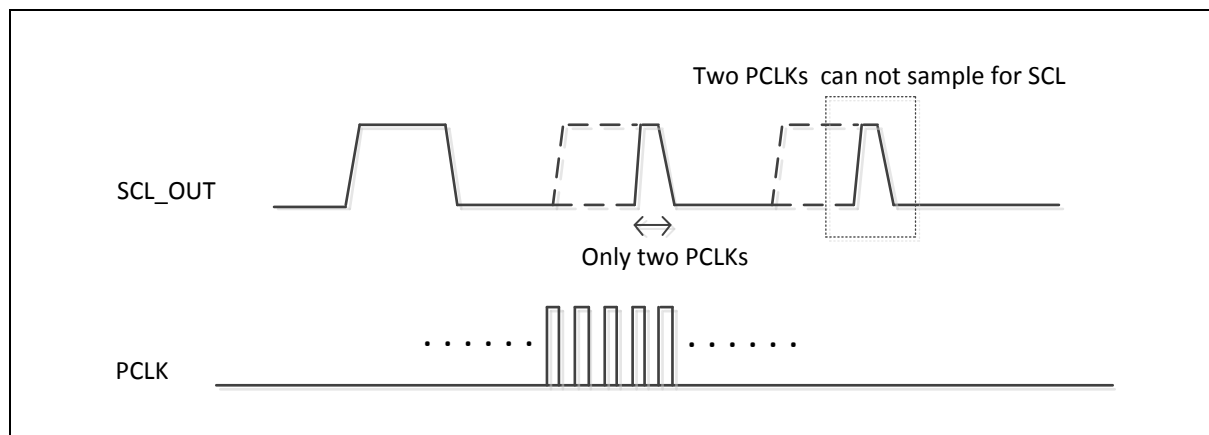 Two PCLKs can not sample for SCL
SCL_OUT
Only two PCLKs
PCLK